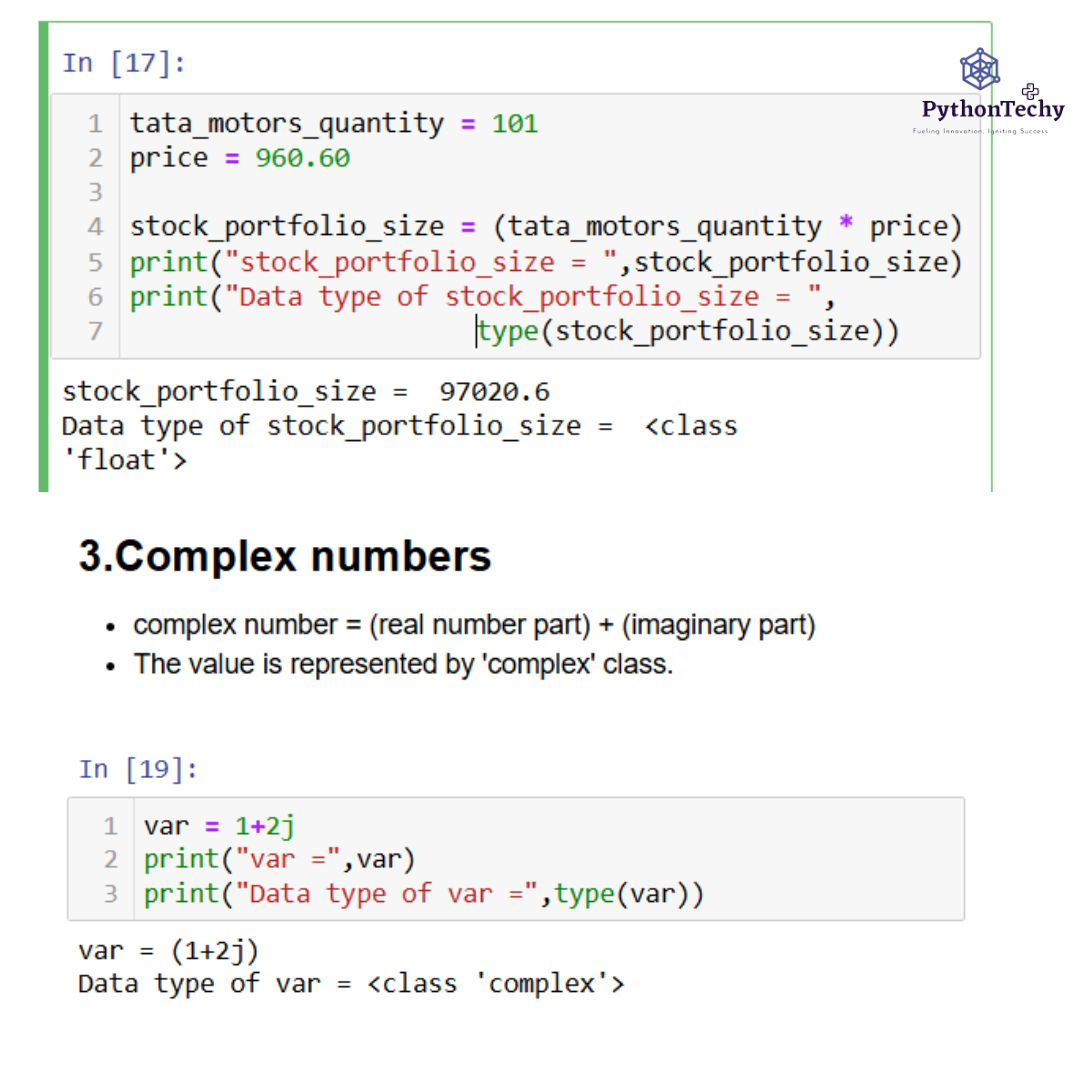 In [17]:
PythonTechy
Fueling Innovation, Igniting Success
1 tata_motors_quantity = 101
2 price = 960.60
3
4 stock_portfolio_size = (tata_motors_quantity * price)
5 print("stock_portfolio_size = ",stock_portfolio_size)
6 print("Data type of stock_portfolio_size = ",
7                       type(stock_portfolio_size))
stock_portfolio_size =  97020.6
Data type of stock_portfolio_size =  <class
'float'>
3.Complex numbers
• complex number = (real number part) + (imaginary part)
• The value is represented by 'complex' class.
In [19]:
1 var = 1+2j
2 print("var =",var)
3 print("Data type of var =",type(var))
var = (1+2j)
Data type of var = <class 'complex'>